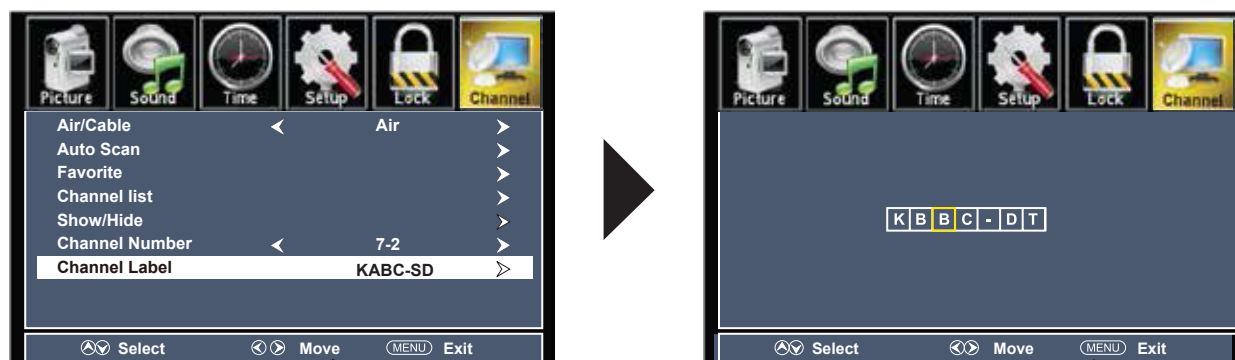 Picture Sound Time Setup Lock Channel
Air/Cable Air
Auto Scan
Favorite
Channel list
Show/Hide
Channel Number 7-2
Channel Label KABC-SD
Select Move MENU Exit
Picture Sound Time Setup Lock Channel
KBBC-DT
Select Move MENU Exit